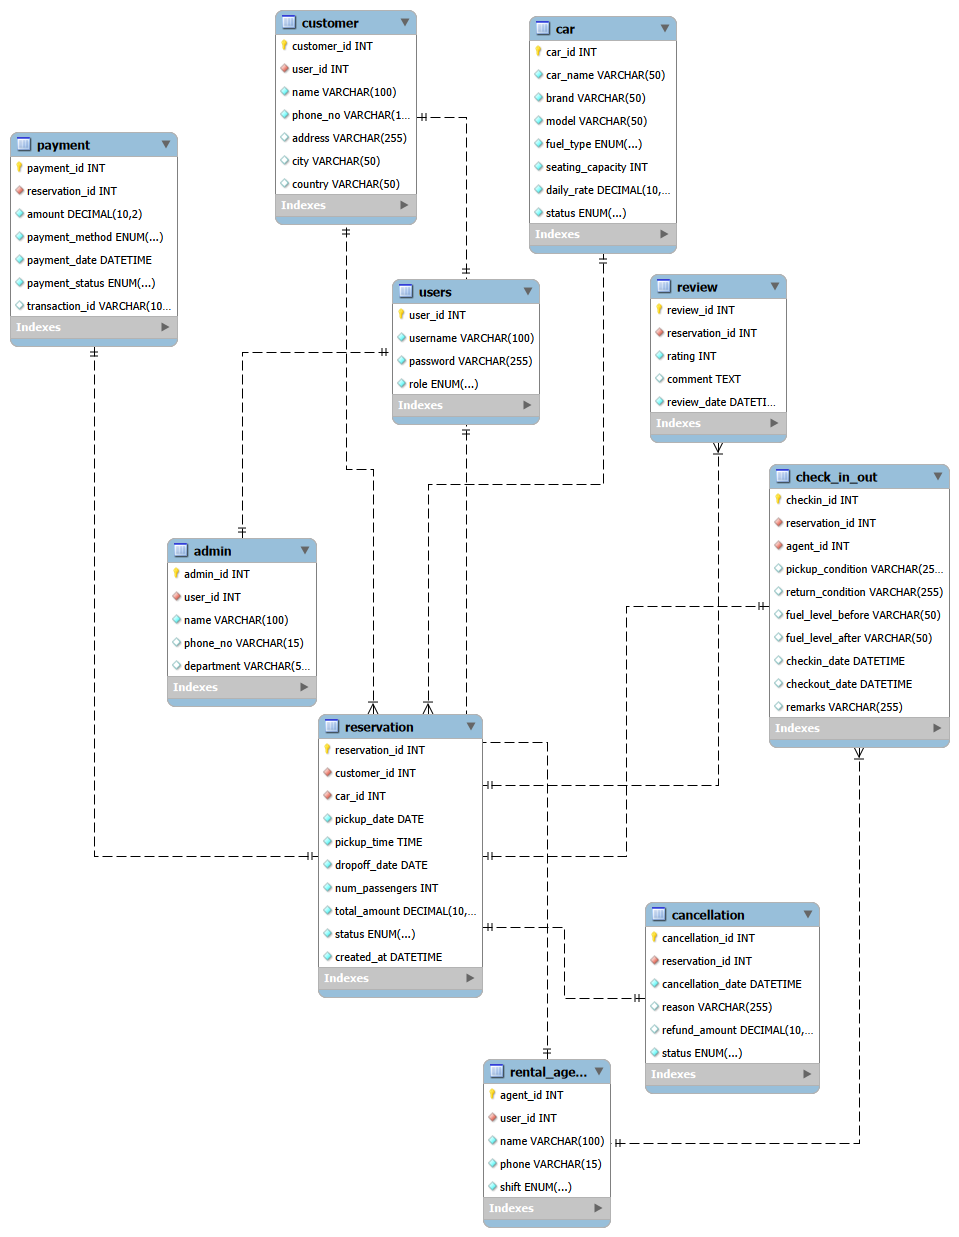 customer
customer_id INT
user_id INT
name VARCHAR(100)
phone_no VARCHAR(1...
address VARCHAR(255)
city VARCHAR(50)
country VARCHAR(50)
Indexes
car
car_id INT
car_name VARCHAR(50)
brand VARCHAR(50)
model VARCHAR(50)
fuel_type ENUM(...)
seating_capacity INT
daily_rate DECIMAL(10,...
status ENUM(...)
Indexes
payment
payment_id INT
reservation_id INT
amount DECIMAL(10,2)
payment_method ENUM(...)
payment_date DATETIME
payment_status ENUM(...)
transaction_id VARCHAR(10...
Indexes
users
user_id INT
username VARCHAR(100)
password VARCHAR(255)
role ENUM(...)
Indexes
review
review_id INT
reservation_id INT
rating INT
comment TEXT
review_date DATETI...
Indexes
check_in_out
checkin_id INT
reservation_id INT
agent_id INT
pickup_condition VARCHAR(25...
return_condition VARCHAR(255)
fuel_level_before VARCHAR(50)
fuel_level_after VARCHAR(50)
checkin_date DATETIME
checkout_date DATETIME
remarks VARCHAR(255)
Indexes
admin
admin_id INT
user_id INT
name VARCHAR(100)
phone_no VARCHAR(15)
department VARCHAR(5...
Indexes
reservation
reservation_id INT
customer_id INT
car_id INT
pickup_date DATE
pickup_time TIME
dropoff_date DATE
num_passengers INT
total_amount DECIMAL(10,...
status ENUM(...)
created_at DATETIME
Indexes
cancellation
cancellation_id INT
reservation_id INT
cancellation_date DATETIME
reason VARCHAR(255)
refund_amount DECIMAL(10,...
status ENUM(...)
Indexes
rental_age...
agent_id INT
user_id INT
name VARCHAR(100)
phone VARCHAR(15)
shift ENUM(...)
Indexes